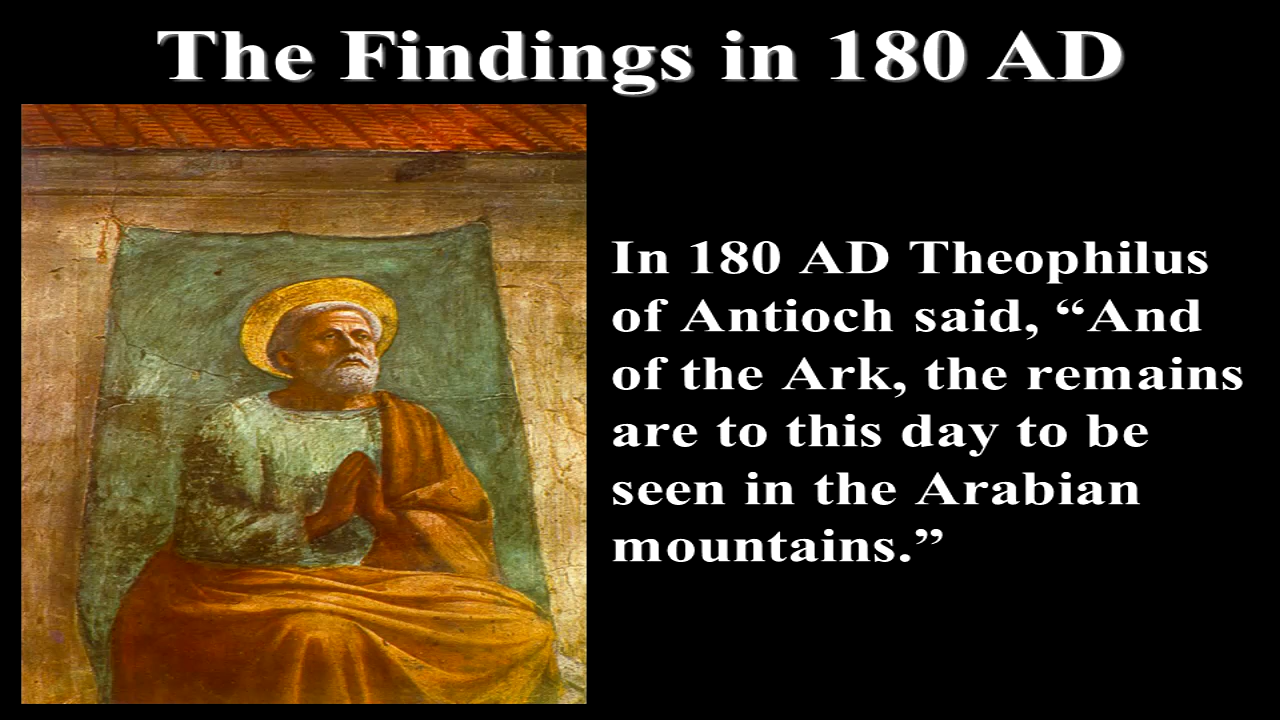 The Findings in 180 AD
In 180 AD Theophilus
of Antioch said, “And
of the Ark, the remains
are to this day to be
seen in the Arabian
mountains.”